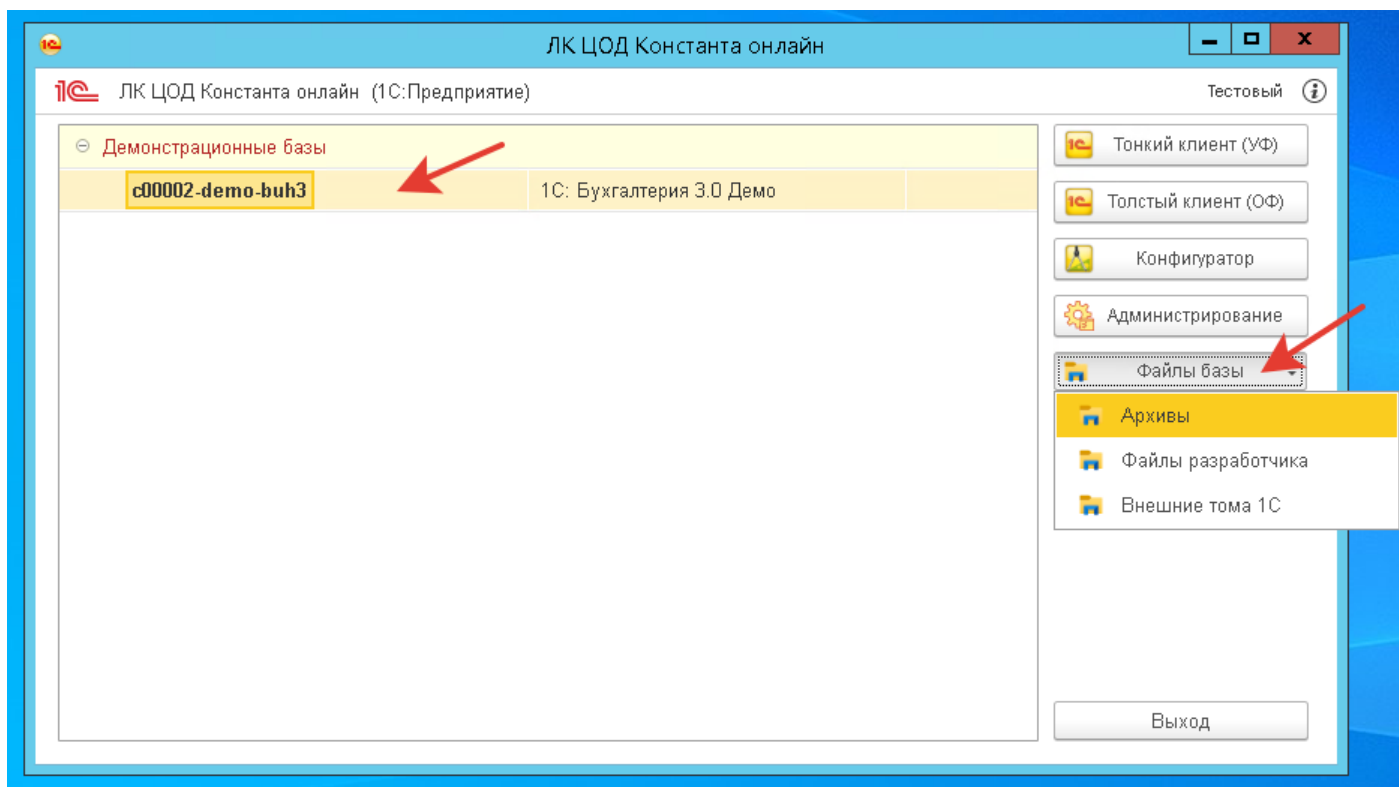 ЛК ЦОД Константа онлайн
ЛК ЦОД Константа онлайн (1С:Предприятие)
Тестовый
Демонстрационные базы
c00002-demo-buh3
1С: Бухгалтерия 3.0 Демо
Тонкий клиент (УФ)
Толстый клиент (ОФ)
Конфигуратор
Администрирование
Файлы базы
Архивы
Файлы разработчика
Внешние тома 1С
Выход